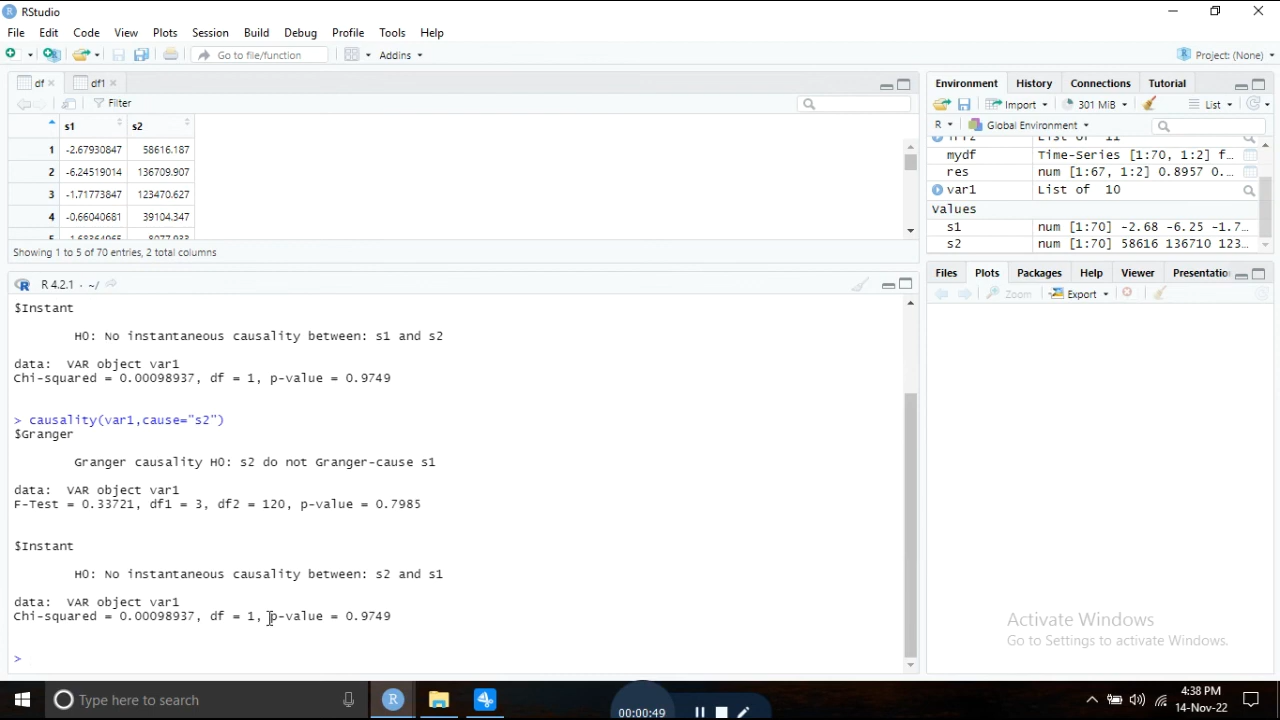 RStudio
File Edit Code View Plots Session Build Debug Profile Tools Help
Go to file/function Addins Project: (None)
df df1
Filter
s1 s2
1 -2.67930847 58616.187
2 -6.24519014 136709.907
3 -1.71773847 123470.627
4 -0.66040681 39104.347
Showing 1 to 5 of 70 entries, 2 total columns
R 4.2.1 · ~/
$Instant
H0: No instantaneous causality between: s1 and s2
data: VAR object var1
Chi-squared = 0.00098937, df = 1, p-value = 0.9749
> causality(var1,cause="s2")
$Granger
Granger causality H0: s2 do not Granger-cause s1
data: VAR object var1
F-Test = 0.33721, df1 = 3, df2 = 120, p-value = 0.7985
$Instant
H0: No instantaneous causality between: s2 and s1
data: VAR object var1
Chi-squared = 0.00098937, df = 1, p-value = 0.9749
>
Environment History Connections Tutorial
Import 301 MiB List
R Global Environment
mydf Time-Series [1:70, 1:2] f…
res num [1:67, 1:2] 0.8957 0.…
var1 List of 10
Values
s1 num [1:70] -2.68 -6.25 -1.7…
s2 num [1:70] 58616 136710 123…
Files Plots Packages Help Viewer Presentatio
Zoom Export
Activate Windows
Go to Settings to activate Windows.
Type here to search
00:00:49
4:38 PM
14-Nov-22